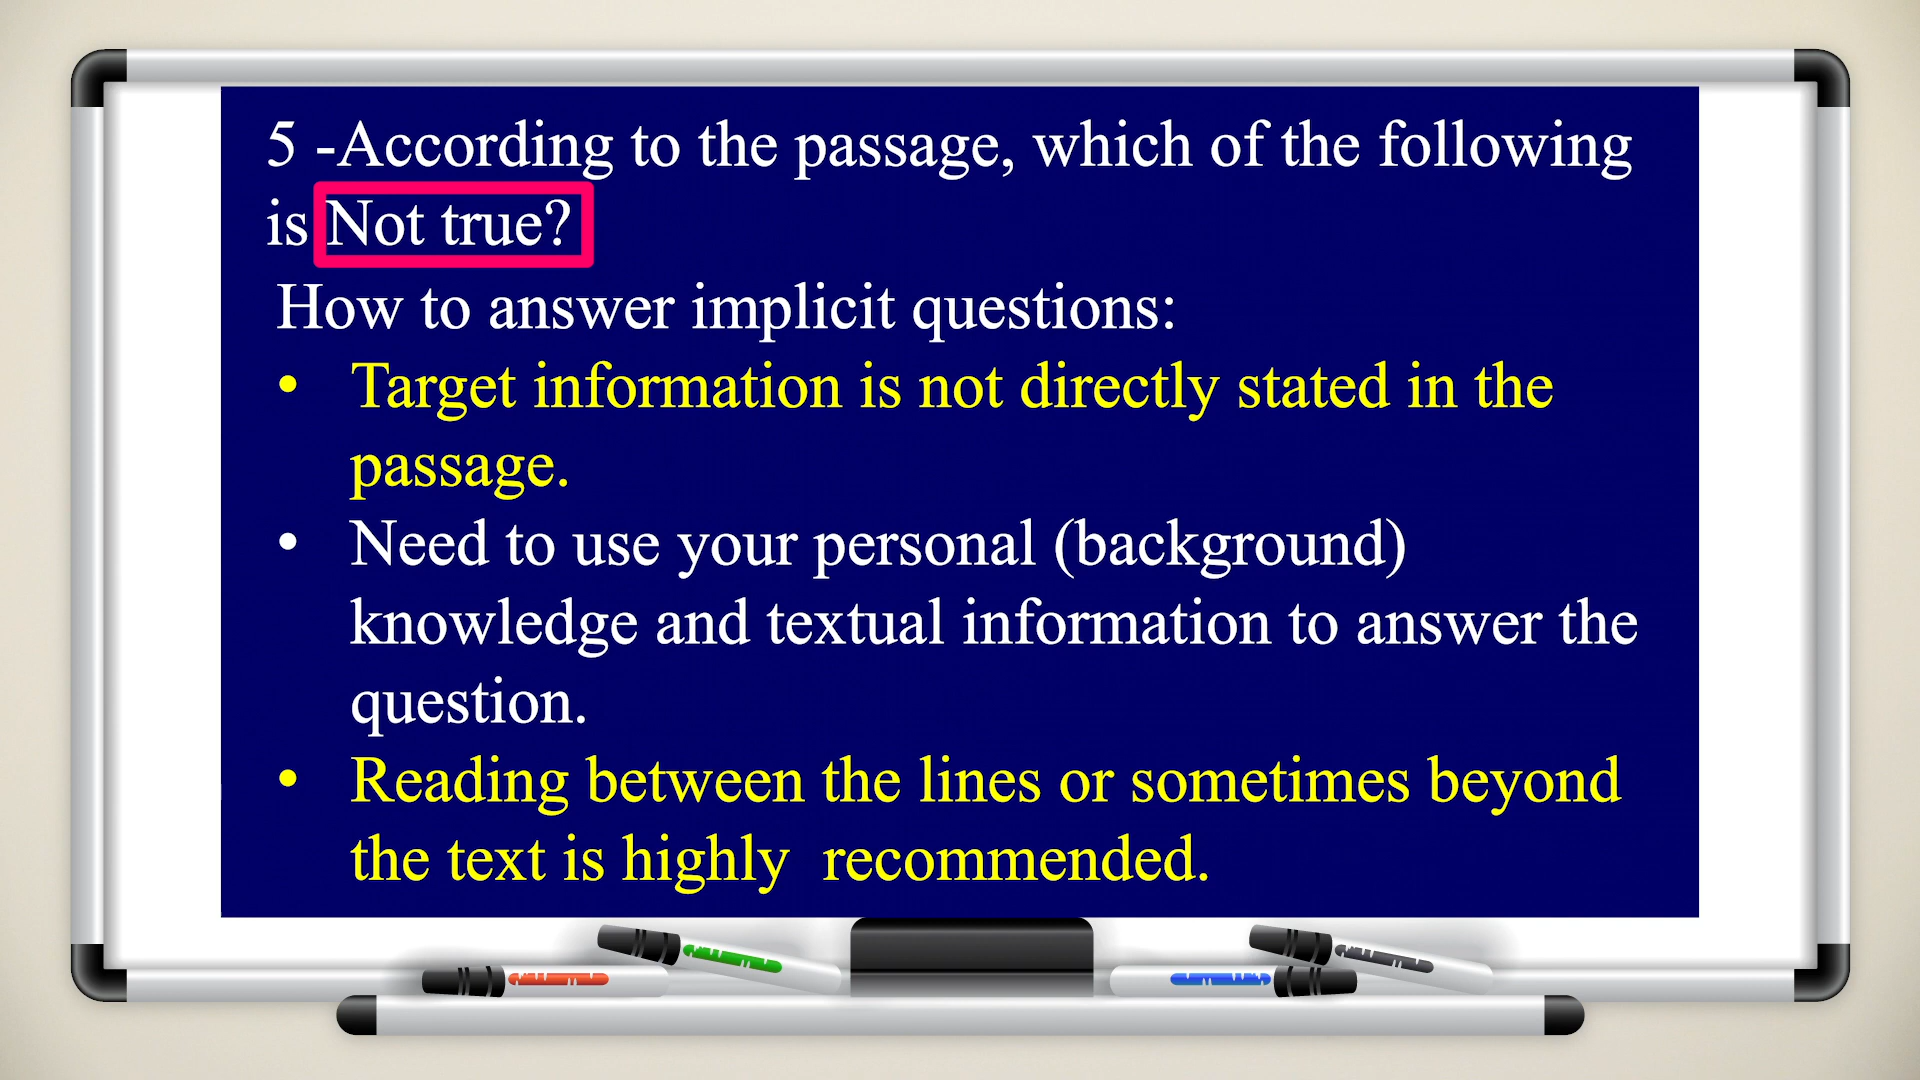 5 -According to the passage, which of the following
is Not true?
How to answer implicit questions:
• Target information is not directly stated in the
passage.
• Need to use your personal (background)
knowledge and textual information to answer the
question.
• Reading between the lines or sometimes beyond
the text is highly  recommended.